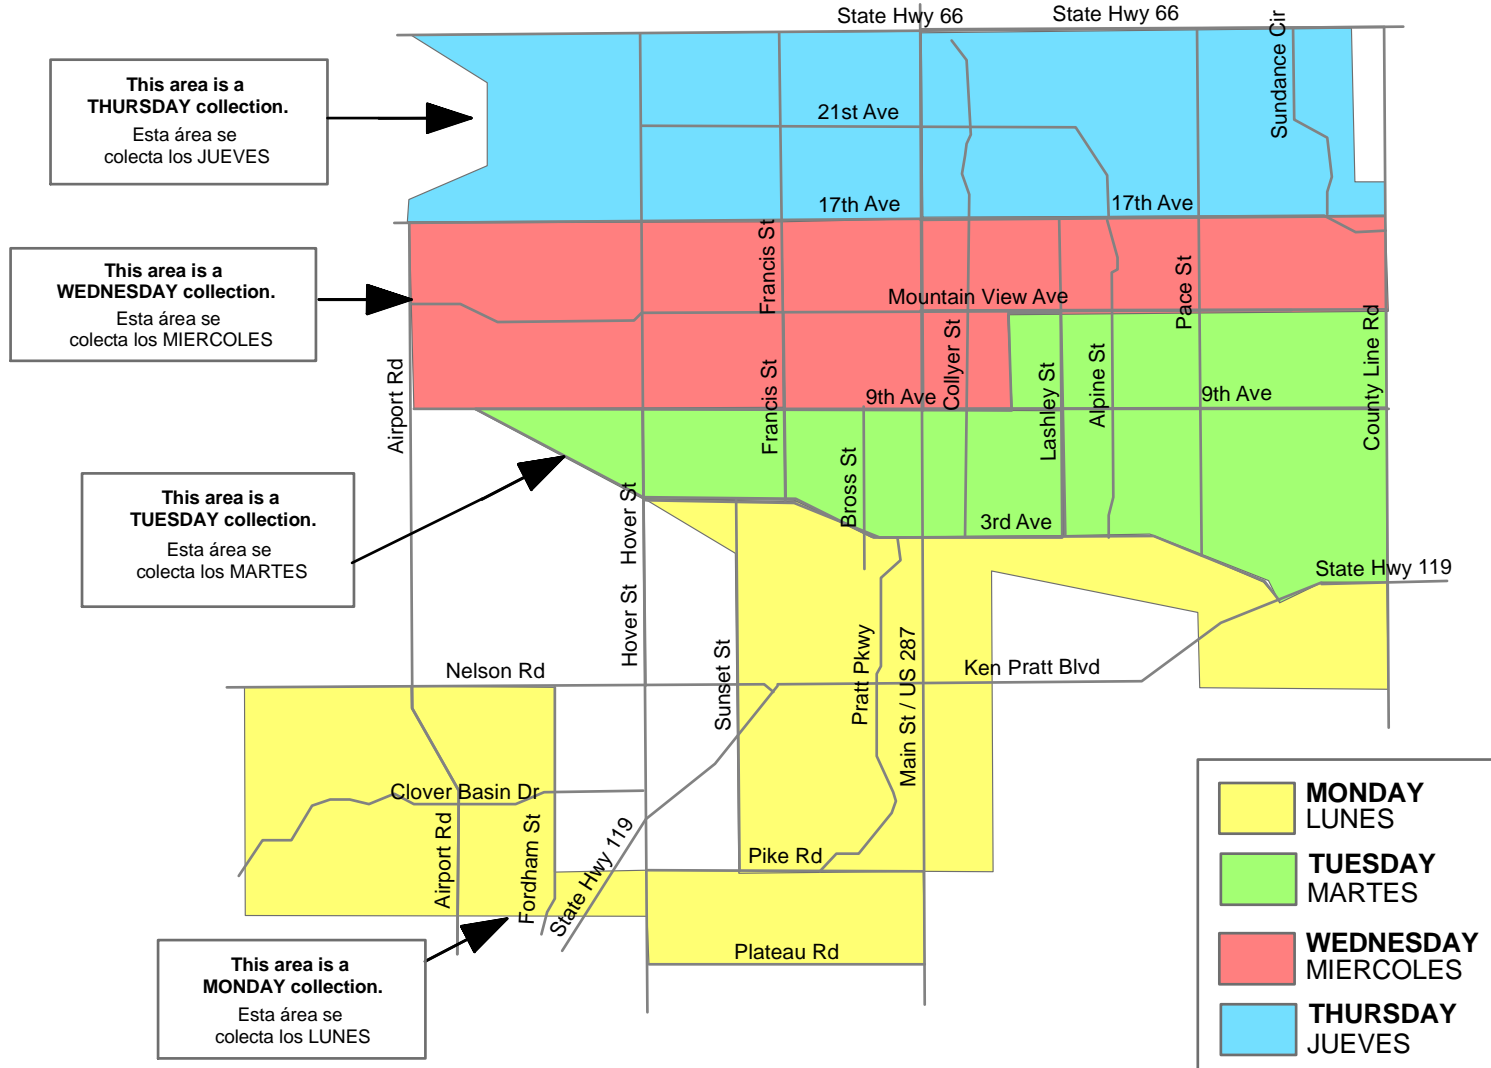 State Hwy 66
State Hwy 66
Sundance Cir
This area is a
THURSDAY collection.
Esta área se
colecta los JUEVES
21st Ave
17th Ave
17th Ave
This area is a
WEDNESDAY collection.
Esta área se
colecta los MIERCOLES
Francis St
Pace St
Mountain View Ave
Airport Rd
Francis St
Collyer St
Lashley St
Alpine St
County Line Rd
9th Ave
9th Ave
This area is a
TUESDAY collection.
Esta área se
colecta los MARTES
Hover St
Bross St
3rd Ave
State Hwy 119
Hover St
Sunset St
Pratt Pkwy
Main St / US 287
Nelson Rd
Ken Pratt Blvd
Clover Basin Dr
Airport Rd
Fordham St
State Hwy 119
Pike Rd
Plateau Rd
This area is a
MONDAY collection.
Esta área se
colecta los LUNES
MONDAY
LUNES
TUESDAY
MARTES
WEDNESDAY
MIERCOLES
THURSDAY
JUEVES